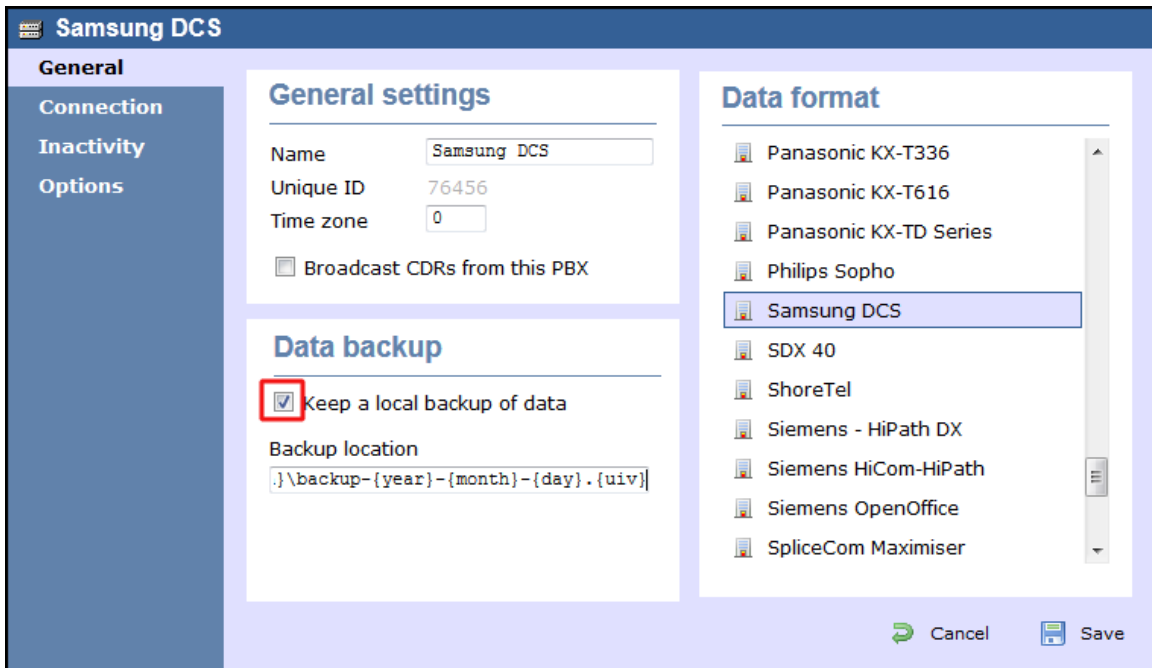 Samsung DCS
General
Connection
Inactivity
Options
General settings
Name Samsung DCS
Unique ID 76456
Time zone 0
Broadcast CDRs from this PBX
Data backup
Keep a local backup of data
Backup location
.}\backup-{year}-{month}-{day}.{uiv}
Data format
Panasonic KX-T336
Panasonic KX-T616
Panasonic KX-TD Series
Philips Sopho
Samsung DCS
SDX 40
ShoreTel
Siemens - HiPath DX
Siemens HiCom-HiPath
Siemens OpenOffice
SpliceCom Maximiser
Cancel Save